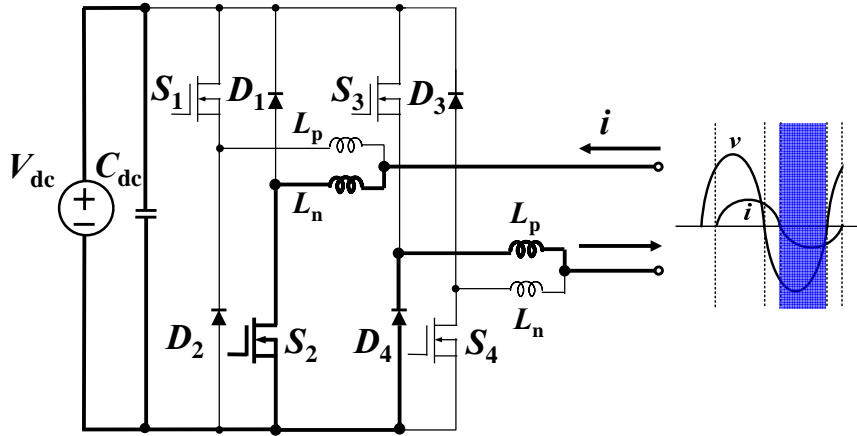 S1 D1 S3 D3
i
Lp
Vdc Cdc
+
−
v
Ln
i
Lp
D2 S2 D4 S4
Ln